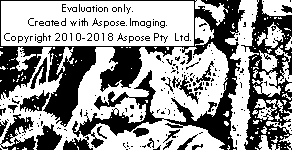 Evaluation only.
Created with Aspose.Imaging.
Copyright 2010-2018 Aspose Pty Ltd.